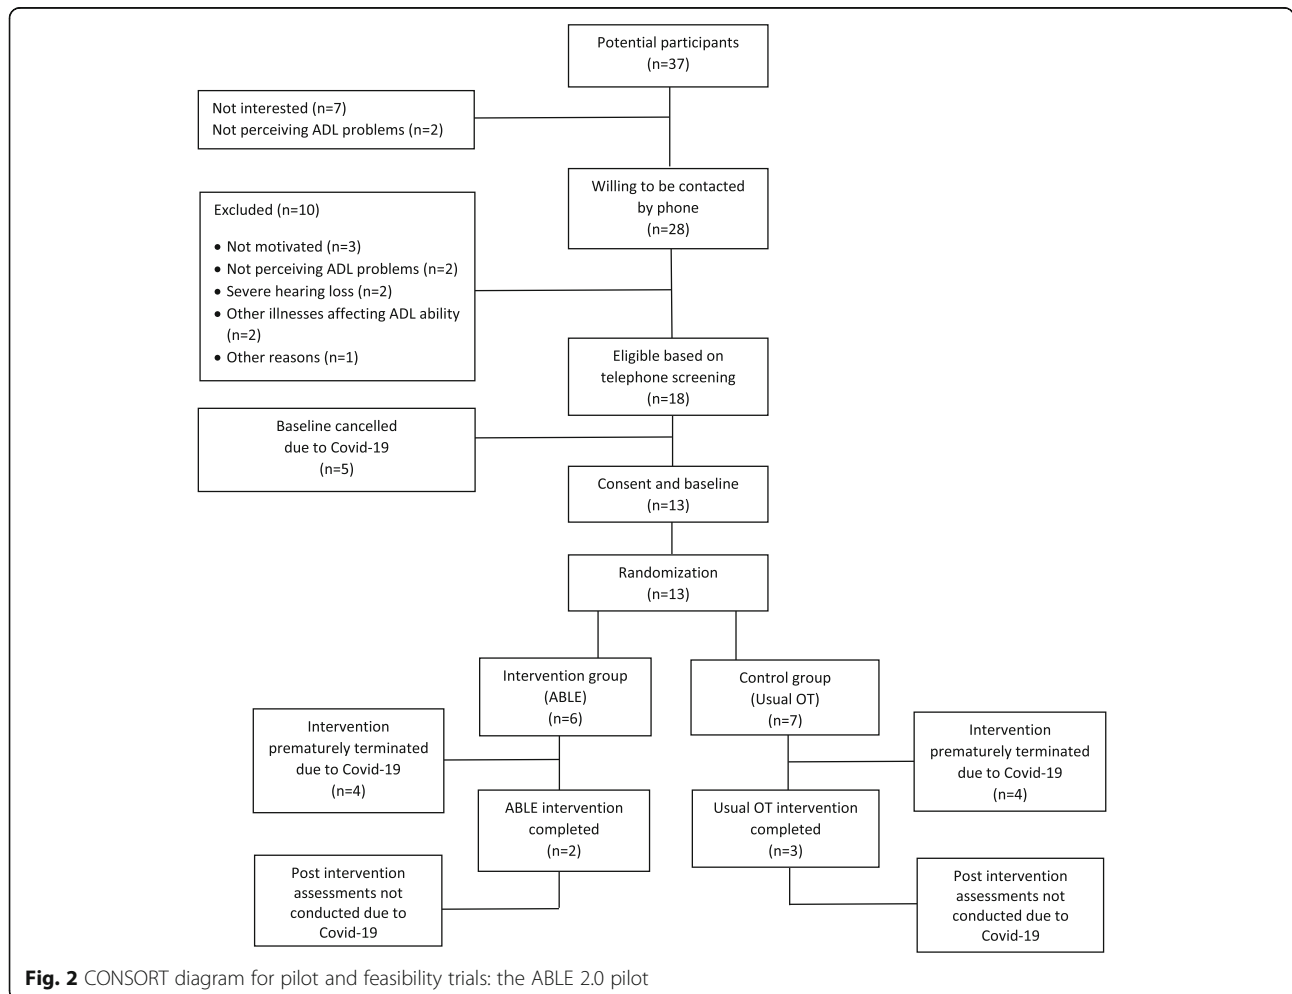 Potential participants
(n=37)
Not interested (n=7)
Not perceiving ADL problems (n=2)
Willing to be contacted
by phone
(n=28)
Excluded (n=10)
• Not motivated (n=3)
• Not perceiving ADL problems (n=2)
• Severe hearing loss (n=2)
• Other illnesses affecting ADL ability
(n=2)
• Other reasons (n=1)
Eligible based on
telephone screening
(n=18)
Baseline cancelled
due to Covid-19
(n=5)
Consent and baseline
(n=13)
Randomization
(n=13)
Intervention group
(ABLE)
(n=6)
Control group
(Usual OT)
(n=7)
Intervention
prematurely terminated
due to Covid-19
(n=4)
Intervention
prematurely terminated
due to Covid-19
(n=4)
ABLE intervention
completed
(n=2)
Usual OT intervention
completed
(n=3)
Post intervention
assessments not
conducted due to
Covid-19
Post intervention
assessments not
conducted due to
Covid-19
Fig. 2 CONSORT diagram for pilot and feasibility trials: the ABLE 2.0 pilot